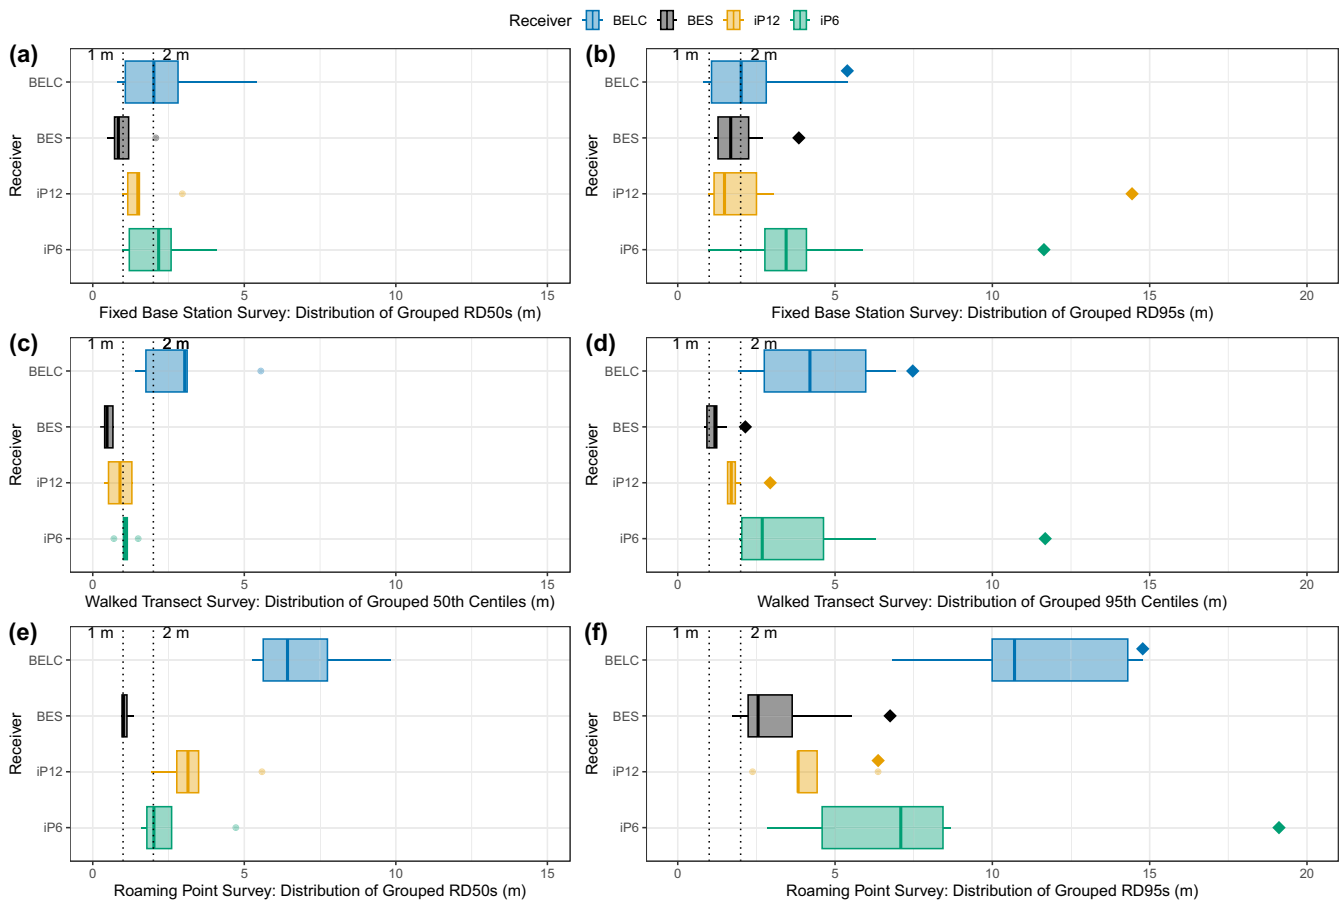 Receiver BELC BES iP12 iP6
(a)
1 m 2 m
BELC
BES
iP12
iP6
Receiver
0 5 10 15
Fixed Base Station Survey: Distribution of Grouped RD50s (m)
(b)
1 m 2 m
BELC
BES
iP12
iP6
Receiver
0 5 10 15 20
Fixed Base Station Survey: Distribution of Grouped RD95s (m)
(c)
1 m 2 m
BELC
BES
iP12
iP6
Receiver
0 5 10 15
Walked Transect Survey: Distribution of Grouped 50th Centiles (m)
(d)
1 m 2 m
BELC
BES
iP12
iP6
Receiver
0 5 10 15 20
Walked Transect Survey: Distribution of Grouped 95th Centiles (m)
(e)
1 m 2 m
BELC
BES
iP12
iP6
Receiver
0 5 10 15
Roaming Point Survey: Distribution of Grouped RD50s (m)
(f)
1 m 2 m
BELC
BES
iP12
iP6
Receiver
0 5 10 15 20
Roaming Point Survey: Distribution of Grouped RD95s (m)